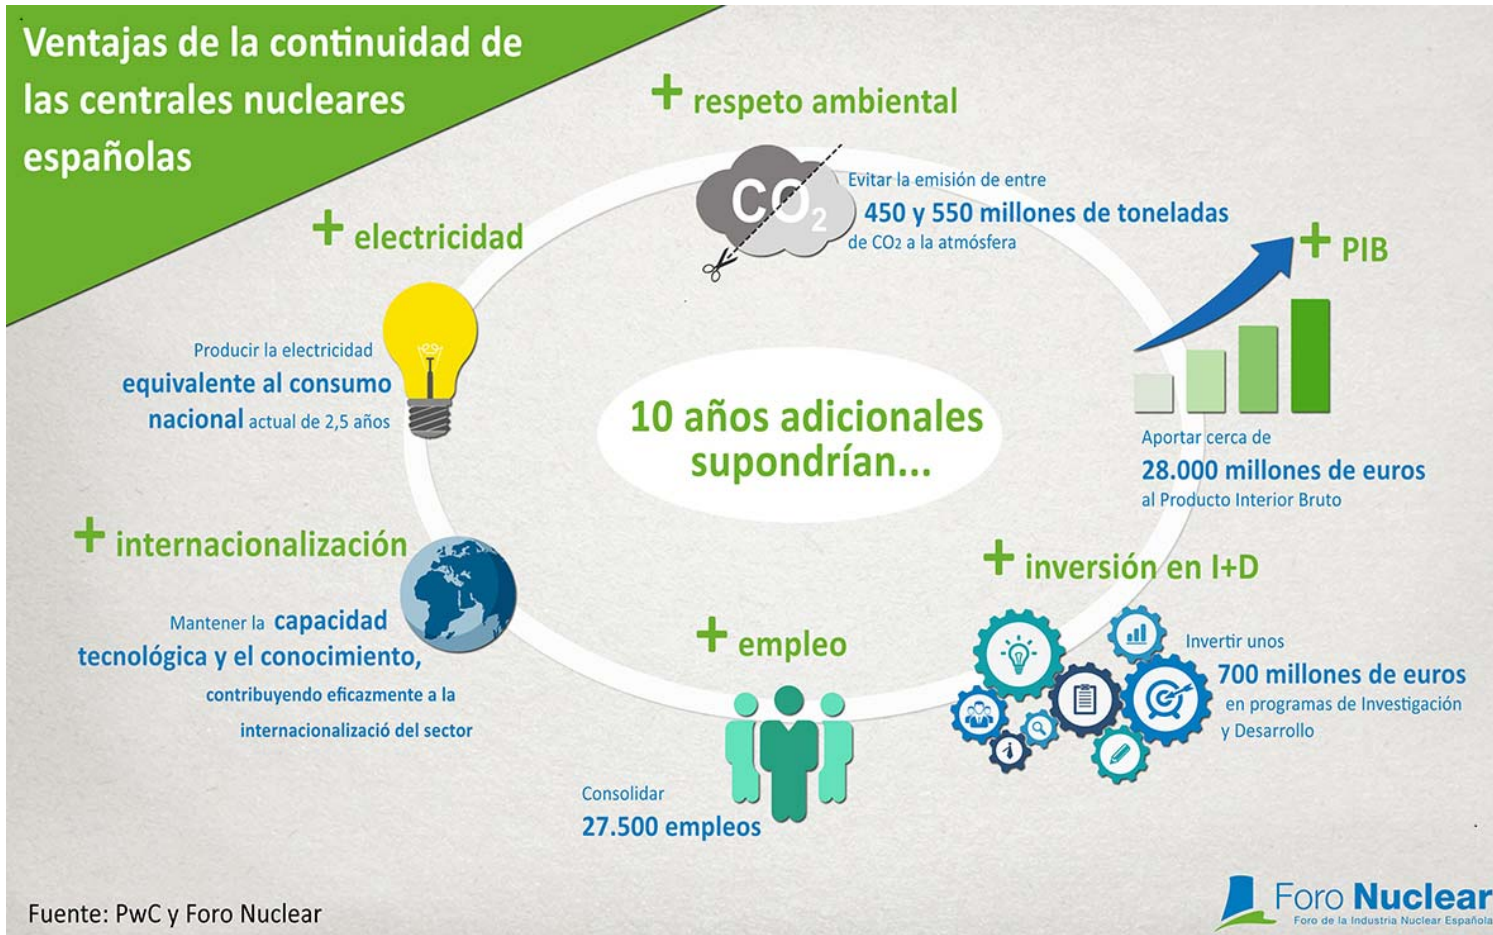 Ventajas de la continuidad de
las centrales nucleares
españolas
+ respeto ambiental
CO2
Evitar la emisión de entre
450 y 550 millones de toneladas
de CO2 a la atmósfera
+ electricidad
Producir la electricidad
equivalente al consumo
nacional actual de 2,5 años
+ PIB
Aportar cerca de
28.000 millones de euros
al Producto Interior Bruto
10 años adicionales
supondrían...
+ internacionalización
Mantener la capacidad
tecnológica y el conocimiento,
contribuyendo eficazmente a la
internacionalizació del sector
+ inversión en I+D
Invertir unos
700 millones de euros
en programas de Investigación
y Desarrollo
+ empleo
Consolidar
27.500 empleos
Fuente: PwC y Foro Nuclear
Foro Nuclear
Foro de la Industria Nuclear Española